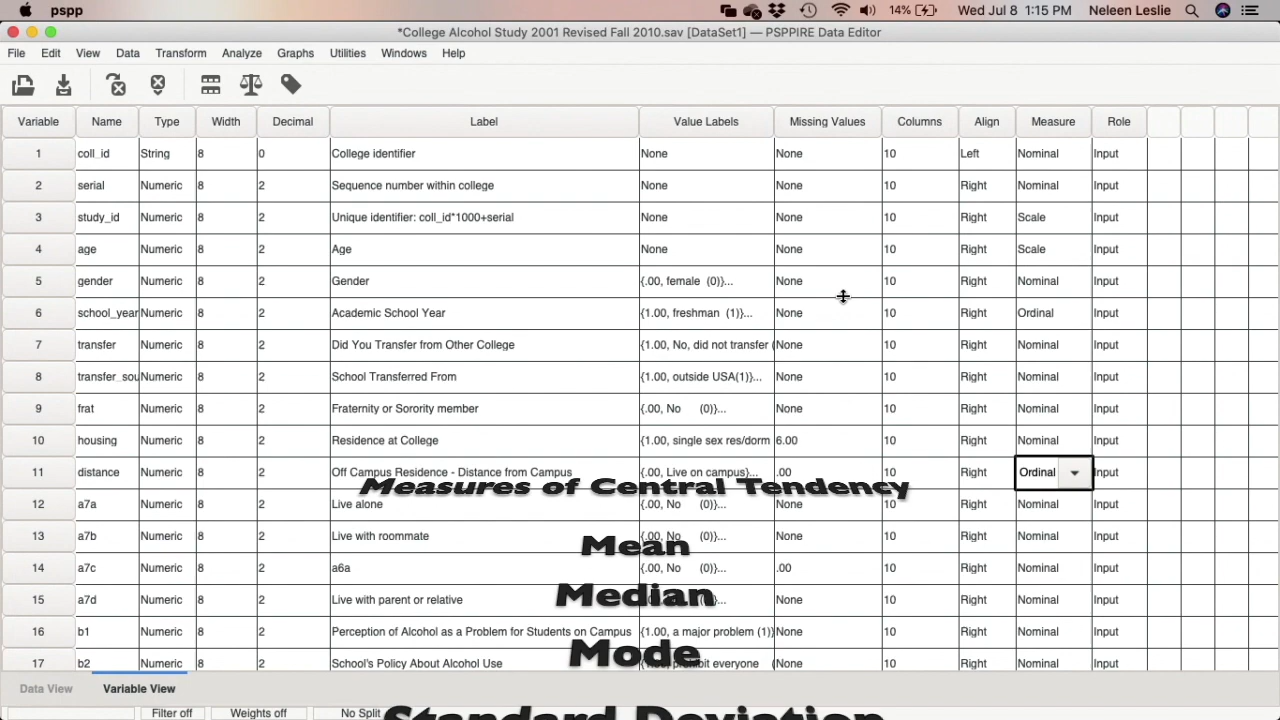 pspp 14% Wed Jul 8 1:15 PM Neleen Leslie
*College Alcohol Study 2001 Revised Fall 2010.sav [DataSet1] — PSPPIRE Data Editor
File Edit View Data Transform Analyze Graphs Utilities Windows Help
Variable Name Type Width Decimal Label Value Labels Missing Values Columns Align Measure Role
1 coll_id String 8 0 College identifier None None 10 Left Nominal Input
2 serial Numeric 8 2 Sequence number within college None None 10 Right Nominal Input
3 study_id Numeric 8 2 Unique identifier: coll_id*1000+serial None None 10 Right Scale Input
4 age Numeric 8 2 Age None None 10 Right Scale Input
5 gender Numeric 8 2 Gender {.00, female (0)}... None 10 Right Nominal Input
6 school_year Numeric 8 2 Academic School Year {1.00, freshman (1)}... None 10 Right Ordinal Input
7 transfer Numeric 8 2 Did You Transfer from Other College {1.00, No, did not transfer ( None 10 Right Nominal Input
8 transfer_sou Numeric 8 2 School Transferred From {1.00, outside USA(1)}... None 10 Right Nominal Input
9 frat Numeric 8 2 Fraternity or Sorority member {.00, No (0)}... None 10 Right Nominal Input
10 housing Numeric 8 2 Residence at College {1.00, single sex res/dorm 6.00 10 Right Nominal Input
11 distance Numeric 8 2 Off Campus Residence - Distance from Campus {.00, Live on campus}... .00 10 Right Ordinal Input
Measures of Central Tendency
12 a7a Numeric 8 2 Live alone {.00, No (0)}... None 10 Right Nominal Input
13 a7b Numeric 8 2 Live with roommate {.00, No (0)}... None 10 Right Nominal Input
Mean
14 a7c Numeric 8 2 a6a {.00, No (0)}... .00 10 Right Nominal Input
Median
15 a7d Numeric 8 2 Live with parent or relative (0)}... None 10 Right Nominal Input
16 b1 Numeric 8 2 Perception of Alcohol as a Problem for Students on Campus {1.00, a major problem (1)} None 10 Right Nominal Input
Mode
17 b2 Numeric 8 2 School's Policy About Alcohol Use everyone ( None 10 Right Nominal Input
Data View Variable View
Filter off Weights off No Split
Standard Deviation